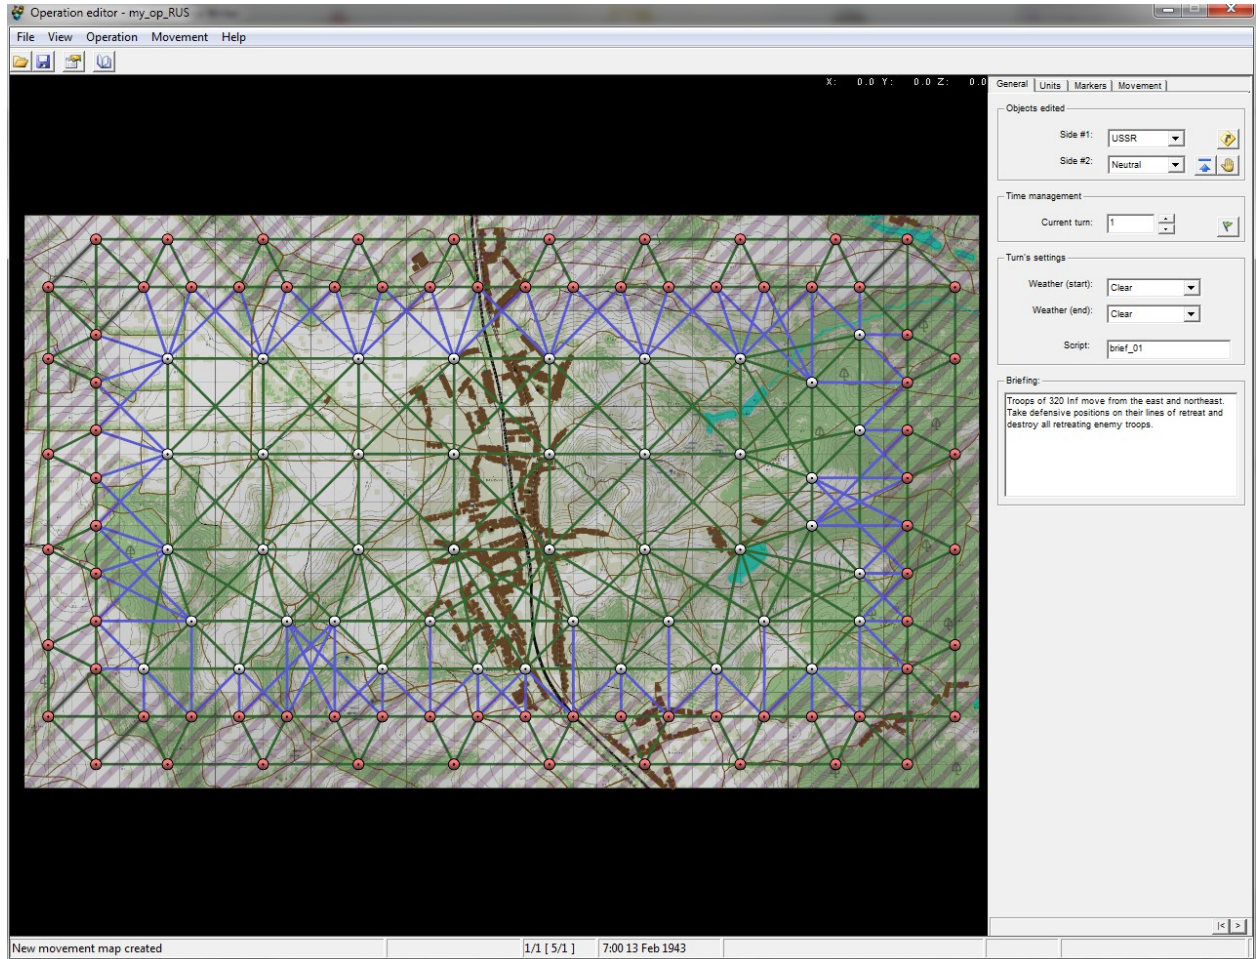 Operation editor - my_op_RUS
File View Operation Movement Help
X: 0.0 Y: 0.0 Z: 0.0
General Units Markers Movement
Objects edited
Side #1: USSR
Side #2: Neutral
Time management
Current turn: 1
Turn's settings
Weather (start): Clear
Weather (end): Clear
Script: brief_01
Briefing:
Troops of 320 Inf move from the east and northeast.
Take defensive positions on their lines of retreat and
destroy all retreating enemy troops.
|< >
New movement map created 1/1 [ 5/1 ] 7:00 13 Feb 1943